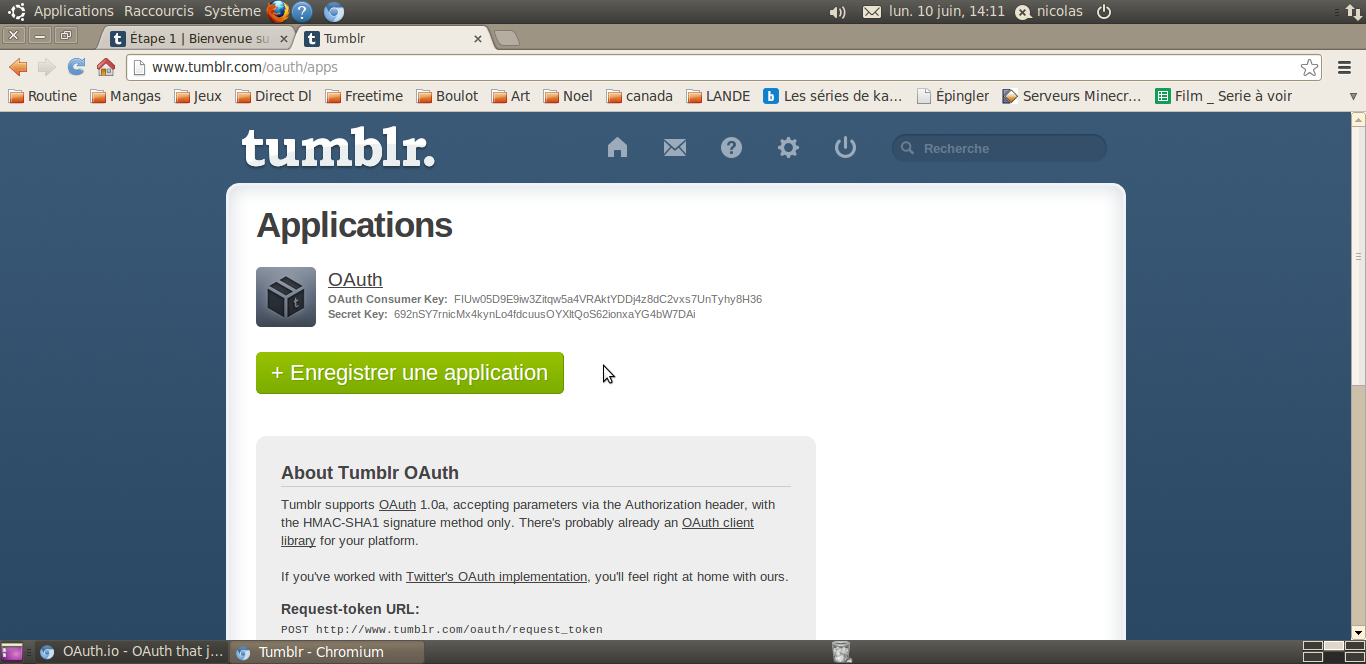 Applications Raccourcis Système lun. 10 juin, 14:11 nicolas
Étape 1 | Bienvenue su Tumblr
www.tumblr.com/oauth/apps
Routine Mangas Jeux Direct Dl Freetime Boulot Art Noel canada LANDE Les séries de ka... Épingler Serveurs Minecr... Film _ Serie à voir
tumblr. Recherche
Applications
OAuth
OAuth Consumer Key: FIUw05D9E9iw3Zitqw5a4VRAktYDDj4z8dC2vxs7UnTyhy8H36
Secret Key: 692nSY7rnicMx4kynLo4fdcuusOYXltQoS62ionxaYG4bW7DAi
+ Enregistrer une application
About Tumblr OAuth
Tumblr supports OAuth 1.0a, accepting parameters via the Authorization header, with
the HMAC-SHA1 signature method only. There's probably already an OAuth client
library for your platform.
If you've worked with Twitter's OAuth implementation, you'll feel right at home with ours.
Request-token URL:
POST http://www.tumblr.com/oauth/request_token
OAuth.io - OAuth that j... Tumblr - Chromium